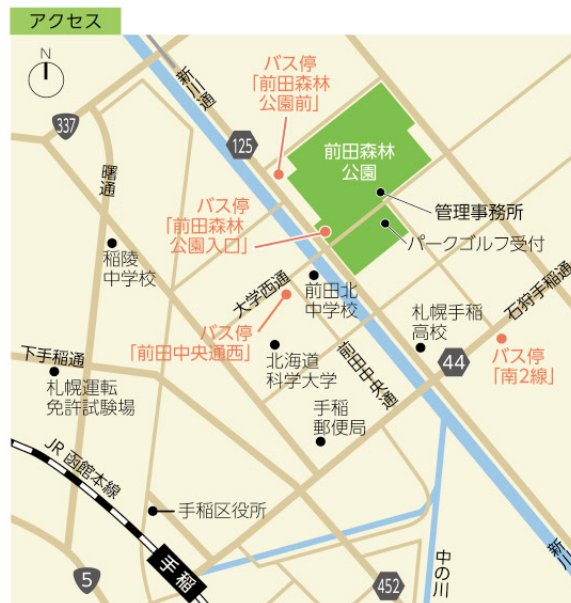 アクセス
N
337
新川通
バス停
「前田森林
公園前」
125
前田森林
公園
曙通
バス停
「前田森林
公園入口」
管理事務所
パークゴルフ受付
稲陵
中学校
大学西通
前田北
中学校
石狩手稲通
バス停
「前田中央通西」
札幌手稲
高校
前田中央通
下手稲通
北海道
科学大学
44
バス停
「南2線」
札幌運転
免許試験場
手稲
郵便局
JR 函館本線
手稲区役所
手稲
5
452
中の川
新川